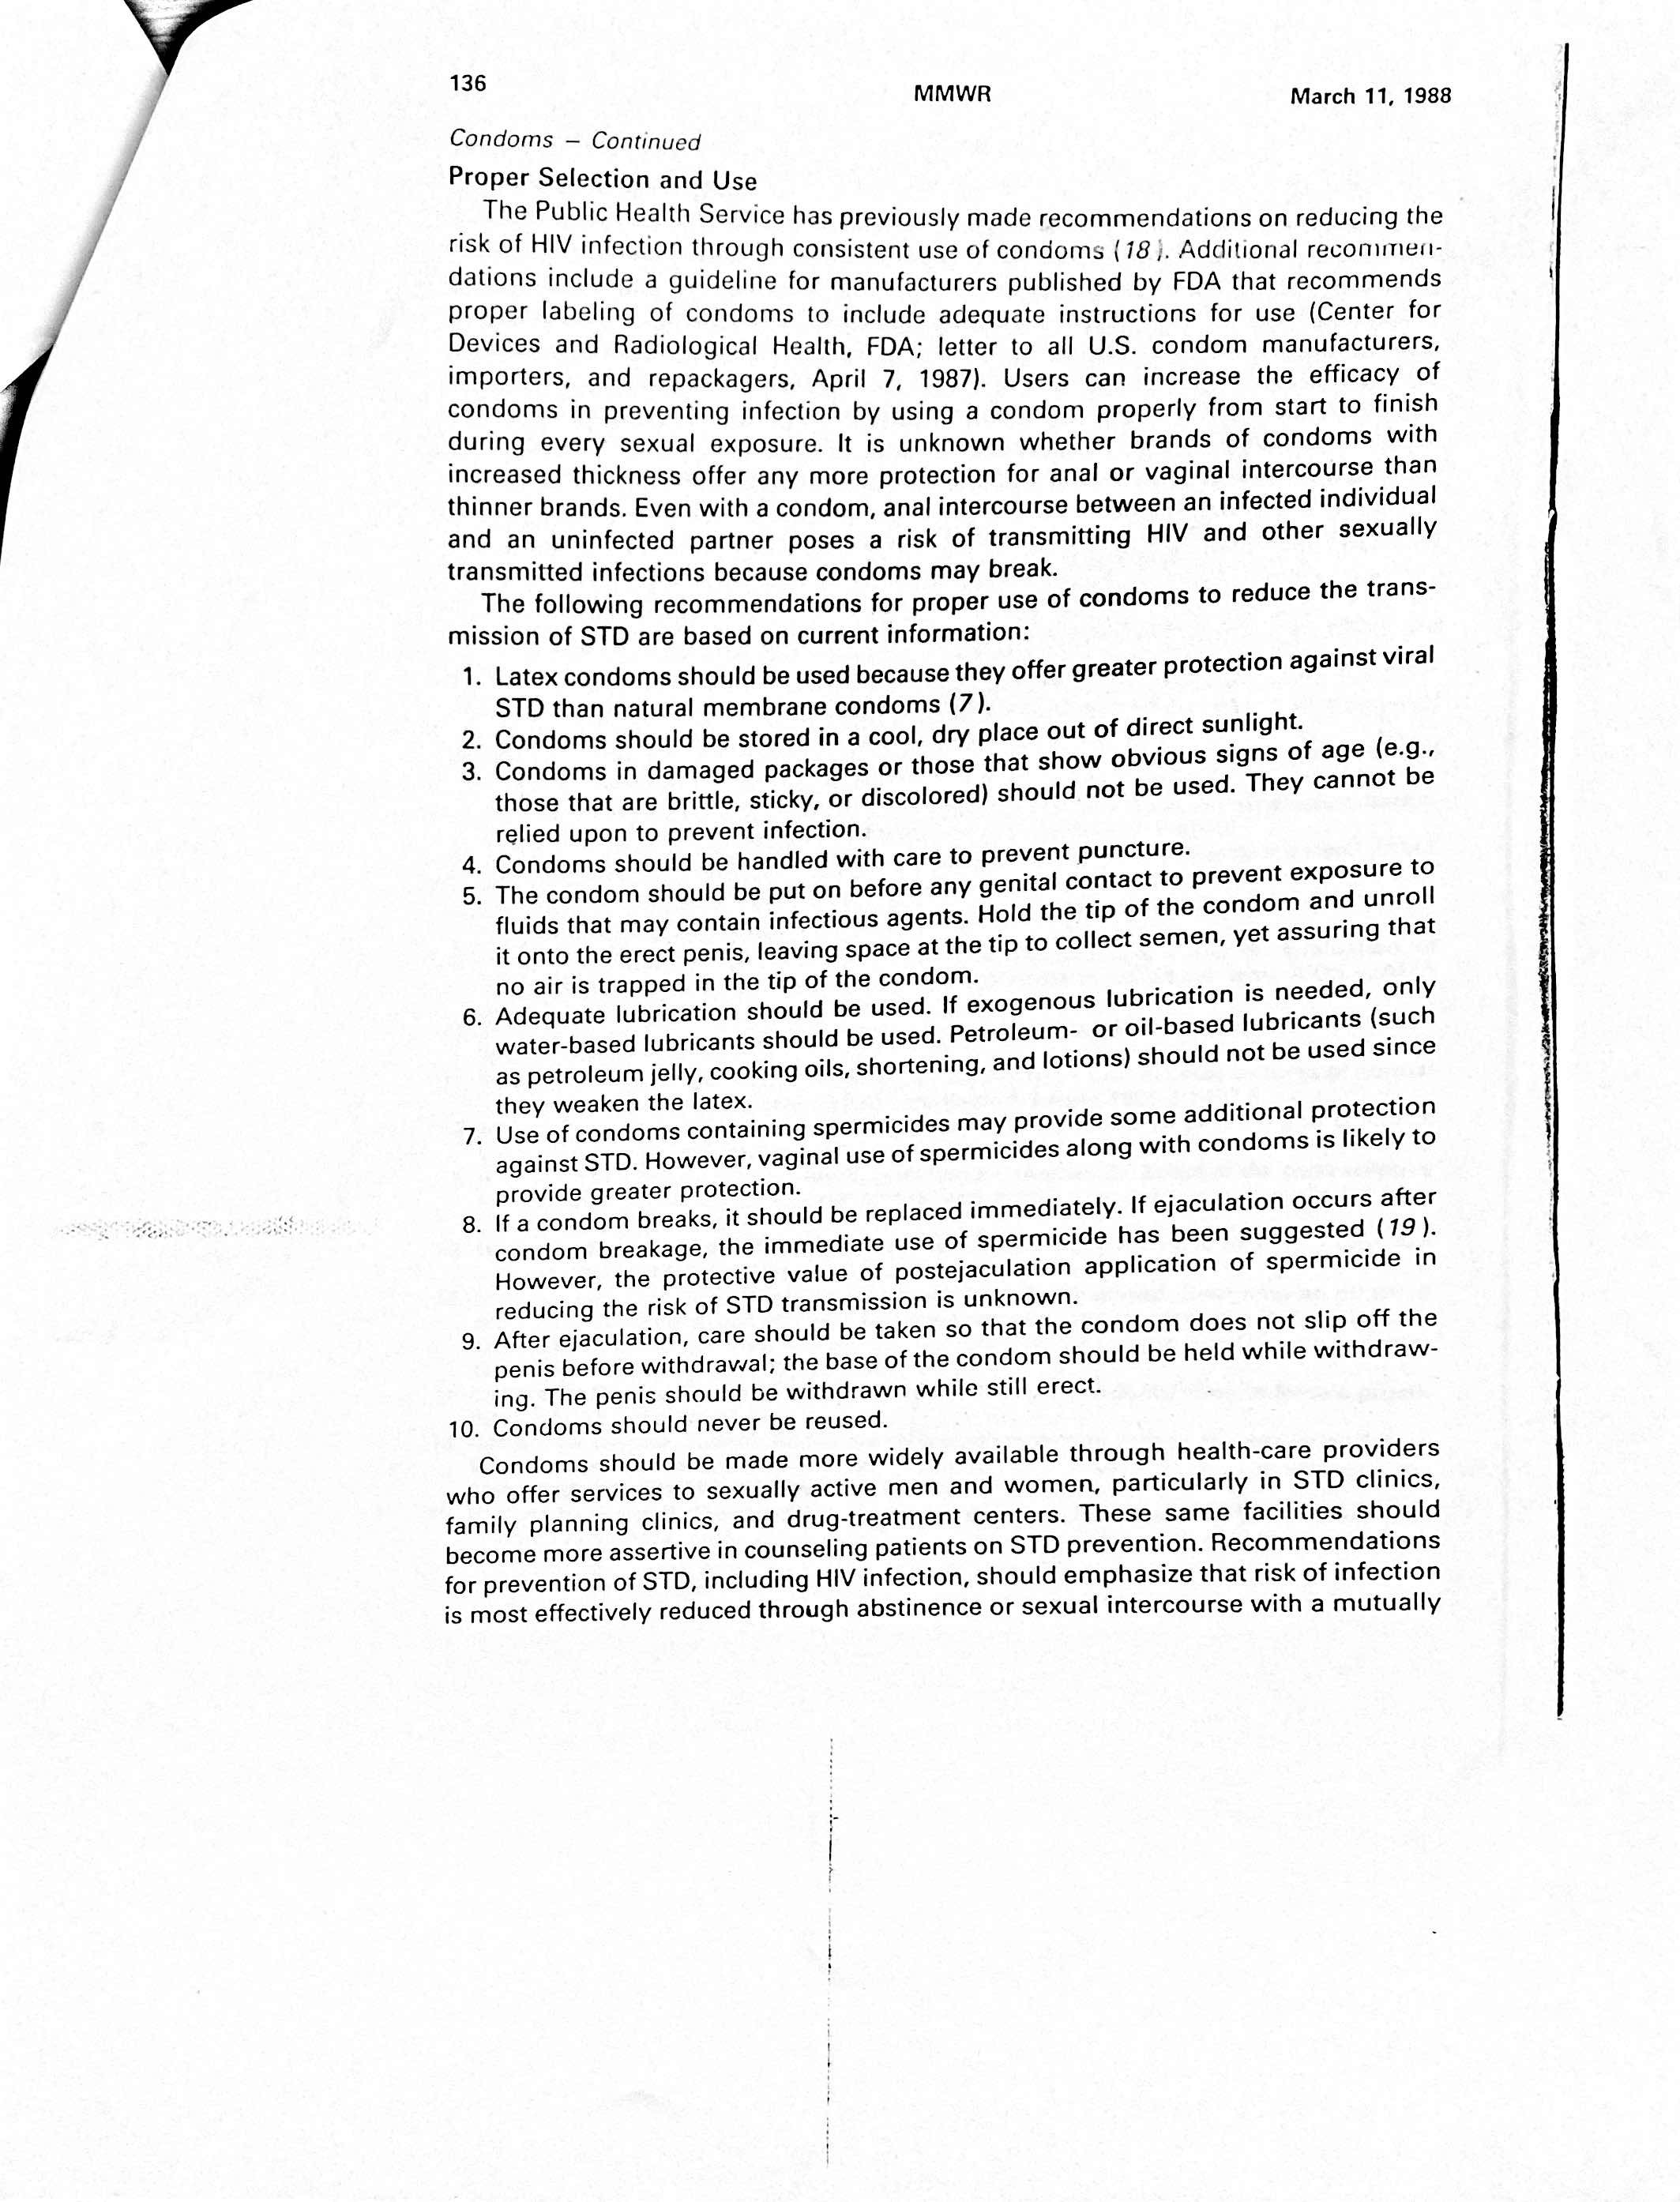 136
MMWR
March 11, 1988
Condoms – Continued
Proper Selection and Use
The Public Health Service has previously made recommendations on reducing the
risk of HIV infection through consistent use of condoms (18). Additional recommen-
dations include a guideline for manufacturers published by FDA that recommends
proper labeling of condoms to include adequate instructions for use (Center for
Devices and Radiological Health, FDA; letter to all U.S. condom manufacturers,
importers, and repackagers, April 7, 1987). Users can increase the efficacy of
condoms in preventing infection by using a condom properly from start to finish
during every sexual exposure. It is unknown whether brands of condoms with
increased thickness offer any more protection for anal or vaginal intercourse than
thinner brands. Even with a condom, anal intercourse between an infected individual
and an uninfected partner poses a risk of transmitting HIV and other sexually
transmitted infections because condoms may break.
The following recommendations for proper use of condoms to reduce the trans-
mission of STD are based on current information:
1. Latex condoms should be used because they offer greater protection against viral
STD than natural membrane condoms (7).
2. Condoms should be stored in a cool, dry place out of direct sunlight.
3. Condoms in damaged packages or those that show obvious signs of age (e.g.,
those that are brittle, sticky, or discolored) should not be used. They cannot be
relied upon to prevent infection.
4. Condoms should be handled with care to prevent puncture.
5. The condom should be put on before any genital contact to prevent exposure to
fluids that may contain infectious agents. Hold the tip of the condom and unroll
it onto the erect penis, leaving space at the tip to collect semen, yet assuring that
no air is trapped in the tip of the condom.
6. Adequate lubrication should be used. If exogenous lubrication is needed, only
water-based lubricants should be used. Petroleum- or oil-based lubricants (such
as petroleum jelly, cooking oils, shortening, and lotions) should not be used since
they weaken the latex.
7. Use of condoms containing spermicides may provide some additional protection
against STD. However, vaginal use of spermicides along with condoms is likely to
provide greater protection.
8. If a condom breaks, it should be replaced immediately. If ejaculation occurs after
condom breakage, the immediate use of spermicide has been suggested (19).
However, the protective value of postejaculation application of spermicide in
reducing the risk of STD transmission is unknown.
9. After ejaculation, care should be taken so that the condom does not slip off the
penis before withdrawal; the base of the condom should be held while withdraw-
ing. The penis should be withdrawn while still erect.
10. Condoms should never be reused.
Condoms should be made more widely available through health-care providers
who offer services to sexually active men and women, particularly in STD clinics,
family planning clinics, and drug-treatment centers. These same facilities should
become more assertive in counseling patients on STD prevention. Recommendations
for prevention of STD, including HIV infection, should emphasize that risk of infection
is most effectively reduced through abstinence or sexual intercourse with a mutually